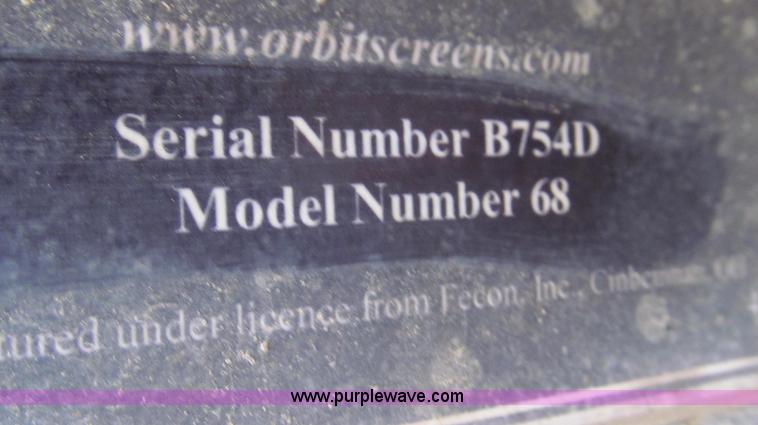 www.orbitscreens.com
Serial Number B754D
Model Number 68
tured under licence from Fecon, Inc.,
www.purplewave.com